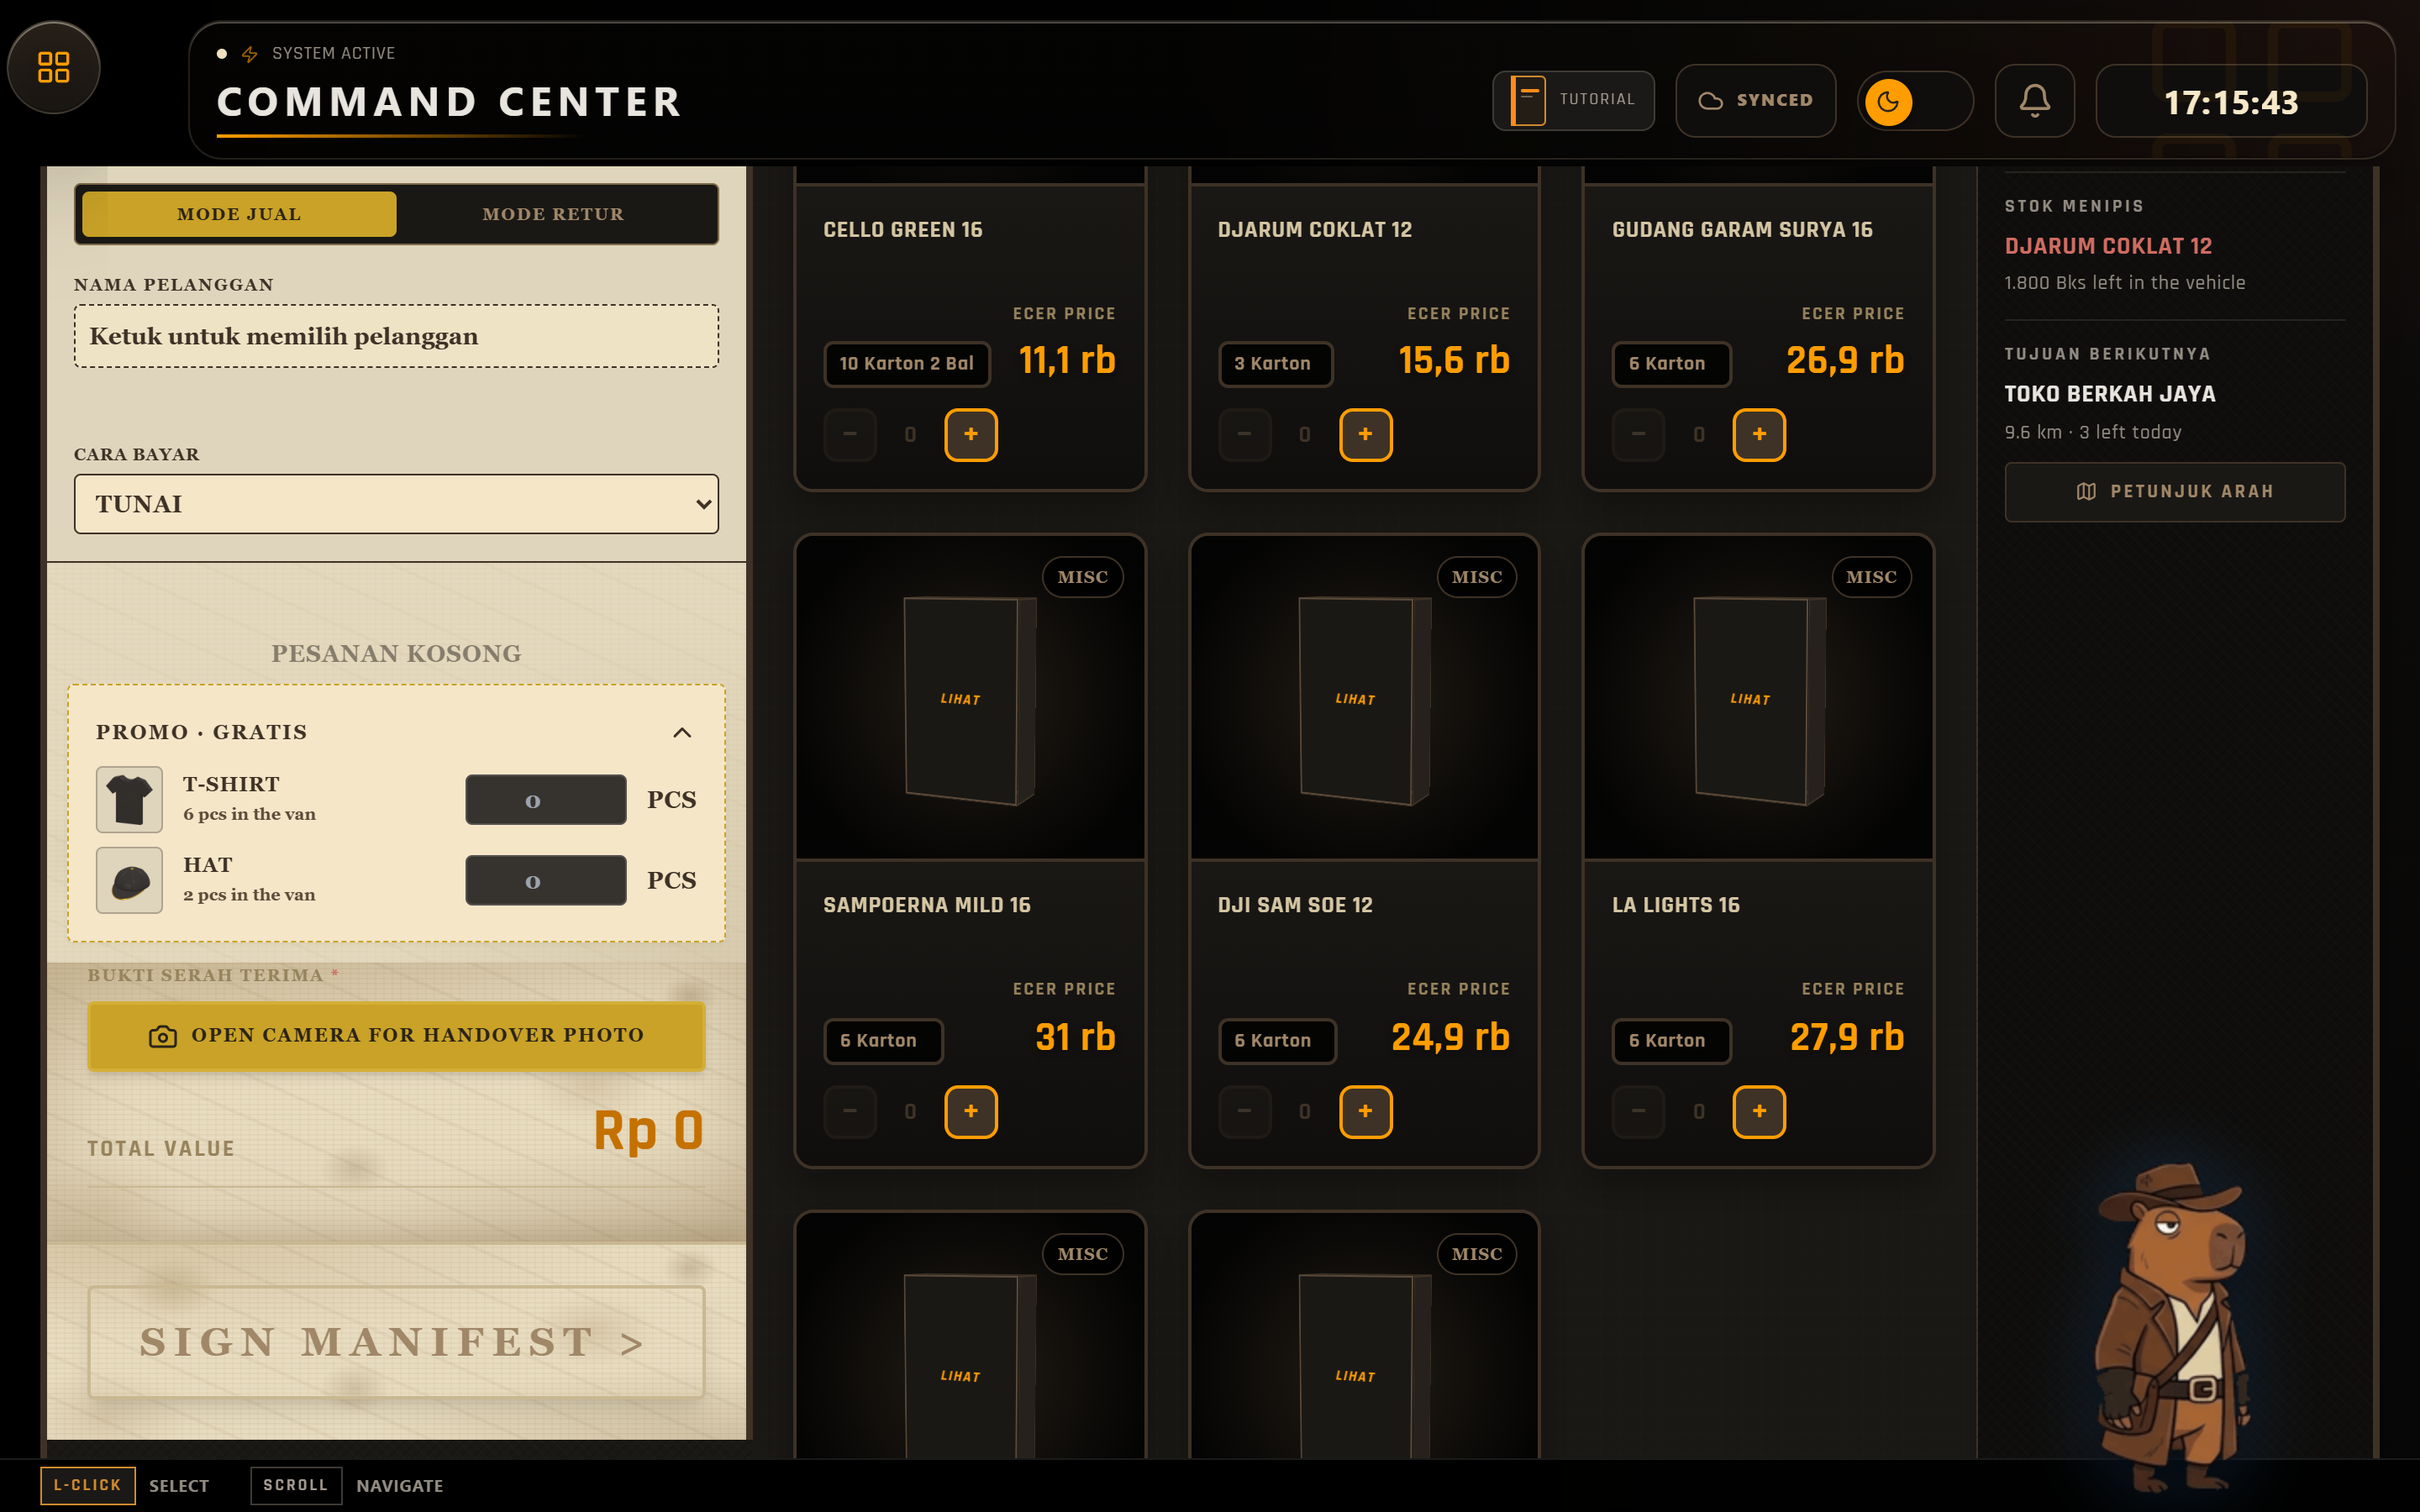 SYSTEM ACTIVE
COMMAND CENTER
TUTORIAL
SYNCED
17:15:43
MODE JUAL
MODE RETUR
NAMA PELANGGAN
Ketuk untuk memilih pelanggan
CARA BAYAR
TUNAI
PESANAN KOSONG
PROMO · GRATIS
T-SHIRT
6 pcs in the van
0
PCS
HAT
2 pcs in the van
0
PCS
BUKTI SERAH TERIMA *
OPEN CAMERA FOR HANDOVER PHOTO
TOTAL VALUE
Rp 0
SIGN MANIFEST >
CELLO GREEN 16
ECER PRICE
10 Karton 2 Bal
11,1 rb
− 0 +
DJARUM COKLAT 12
ECER PRICE
3 Karton
15,6 rb
− 0 +
GUDANG GARAM SURYA 16
ECER PRICE
6 Karton
26,9 rb
− 0 +
MISC
LIHAT
SAMPOERNA MILD 16
ECER PRICE
6 Karton
31 rb
− 0 +
MISC
LIHAT
DJI SAM SOE 12
ECER PRICE
6 Karton
24,9 rb
− 0 +
MISC
LIHAT
LA LIGHTS 16
ECER PRICE
6 Karton
27,9 rb
− 0 +
MISC
LIHAT
MISC
LIHAT
STOK MENIPIS
DJARUM COKLAT 12
1.800 Bks left in the vehicle
TUJUAN BERIKUTNYA
TOKO BERKAH JAYA
9.6 km · 3 left today
PETUNJUK ARAH
L-CLICK
SELECT
SCROLL
NAVIGATE